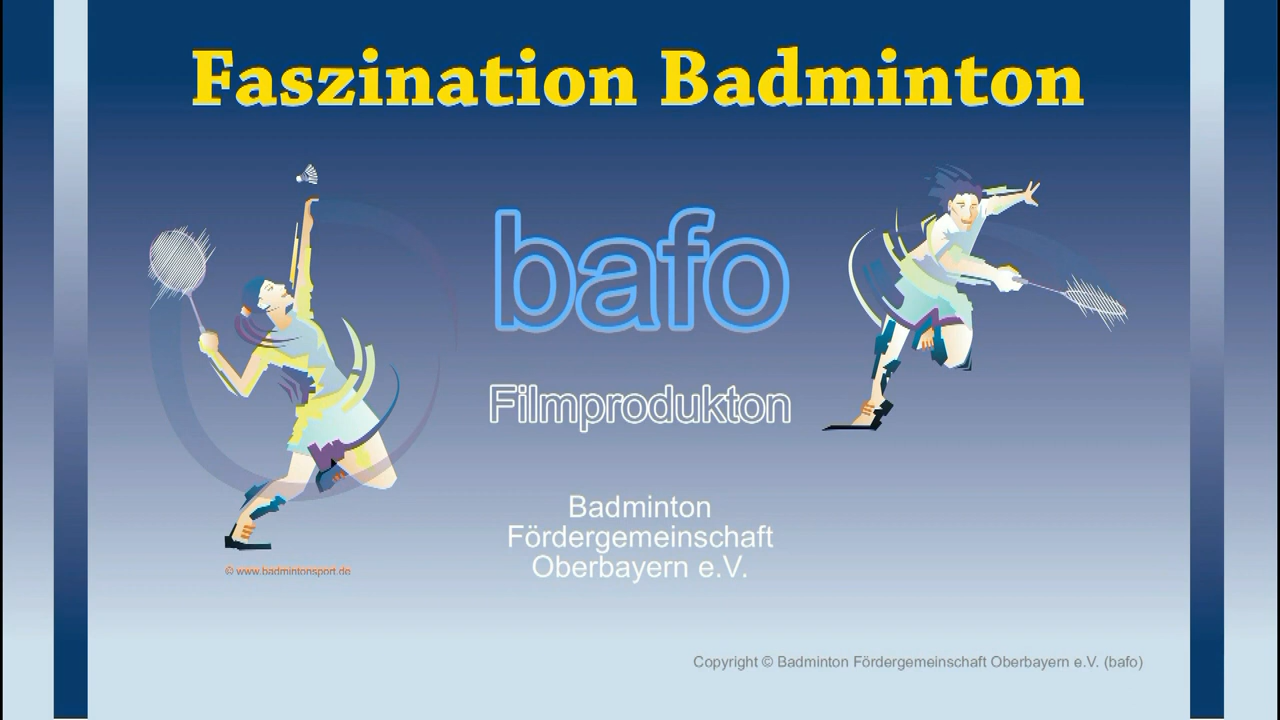 Faszination Badminton
bafo
Filmprodukton
Badminton
Fördergemeinschaft
Oberbayern e.V.
© www.badmintonsport.de
Copyright © Badminton Fördergemeinschaft Oberbayern e.V. (bafo)